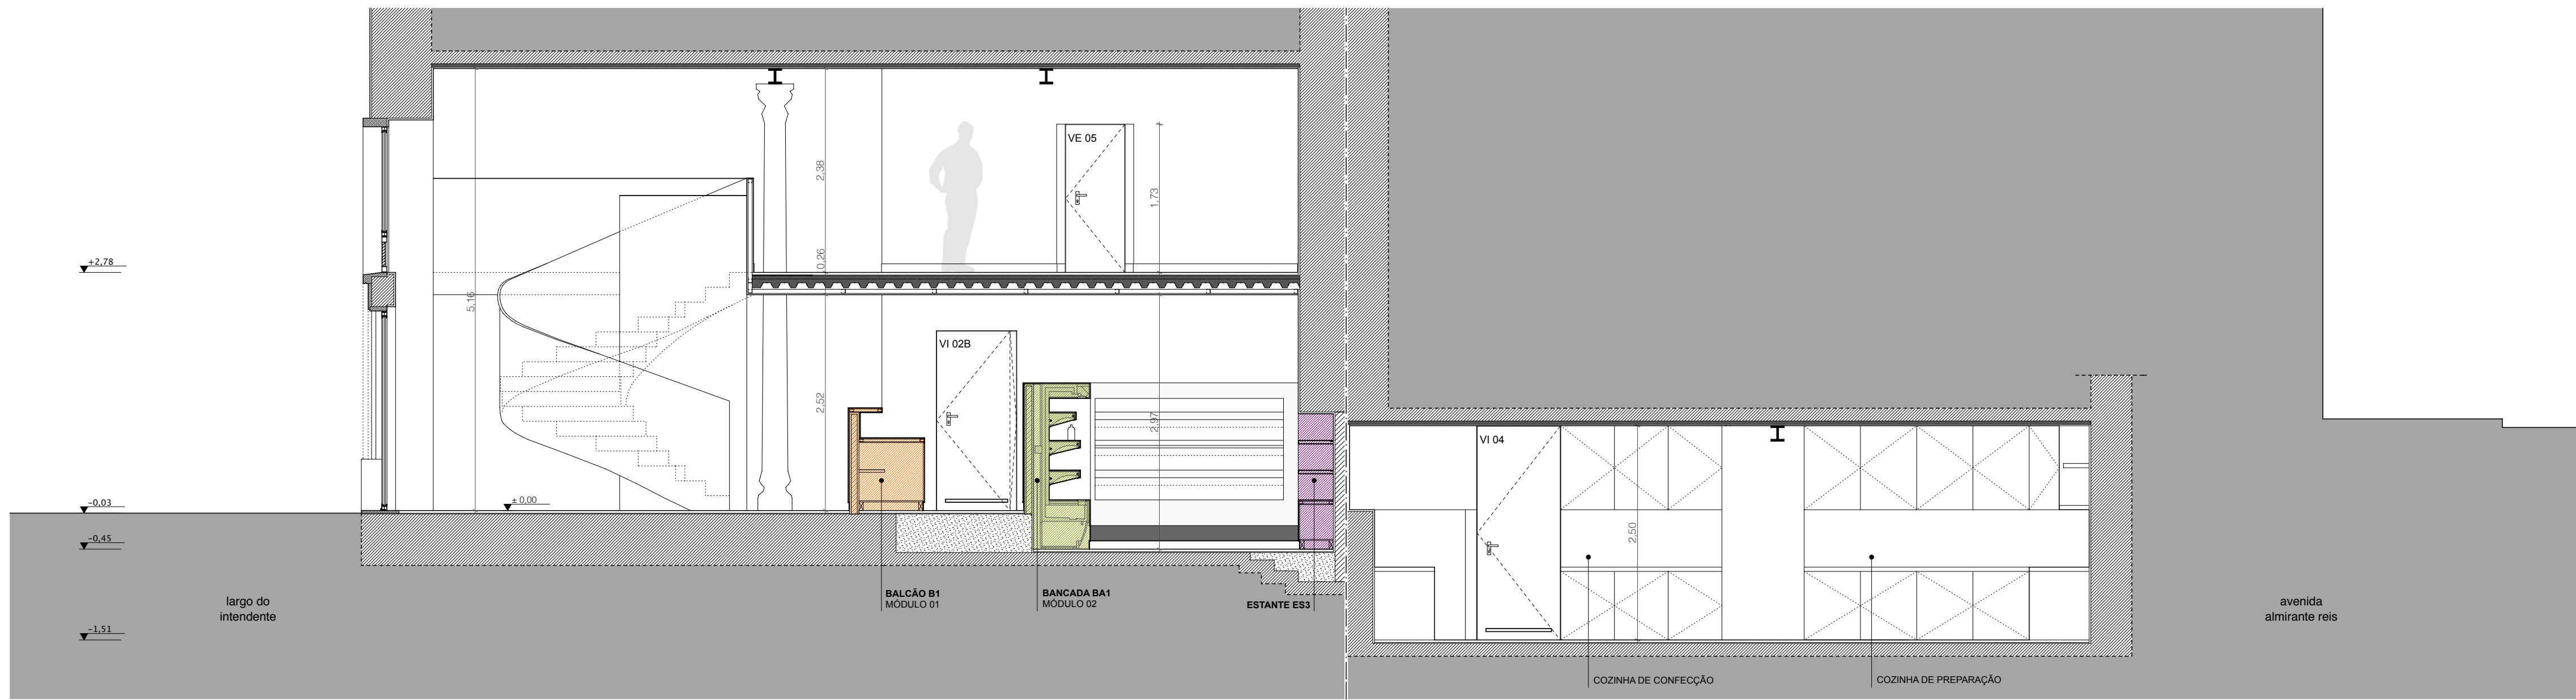 VE 05
2,38
1,73
0,26
+2,78
5,16
VI 02B
2,52
2,97
VI 04
± 0,00
-0,03
-0,45
2,50
BALCÃO B1
MÓDULO 01
BANCADA BA1
MÓDULO 02
ESTANTE ES3
largo do
intendente
avenida
almirante reis
-1,51
COZINHA DE CONFECÇÃO
COZINHA DE PREPARAÇÃO